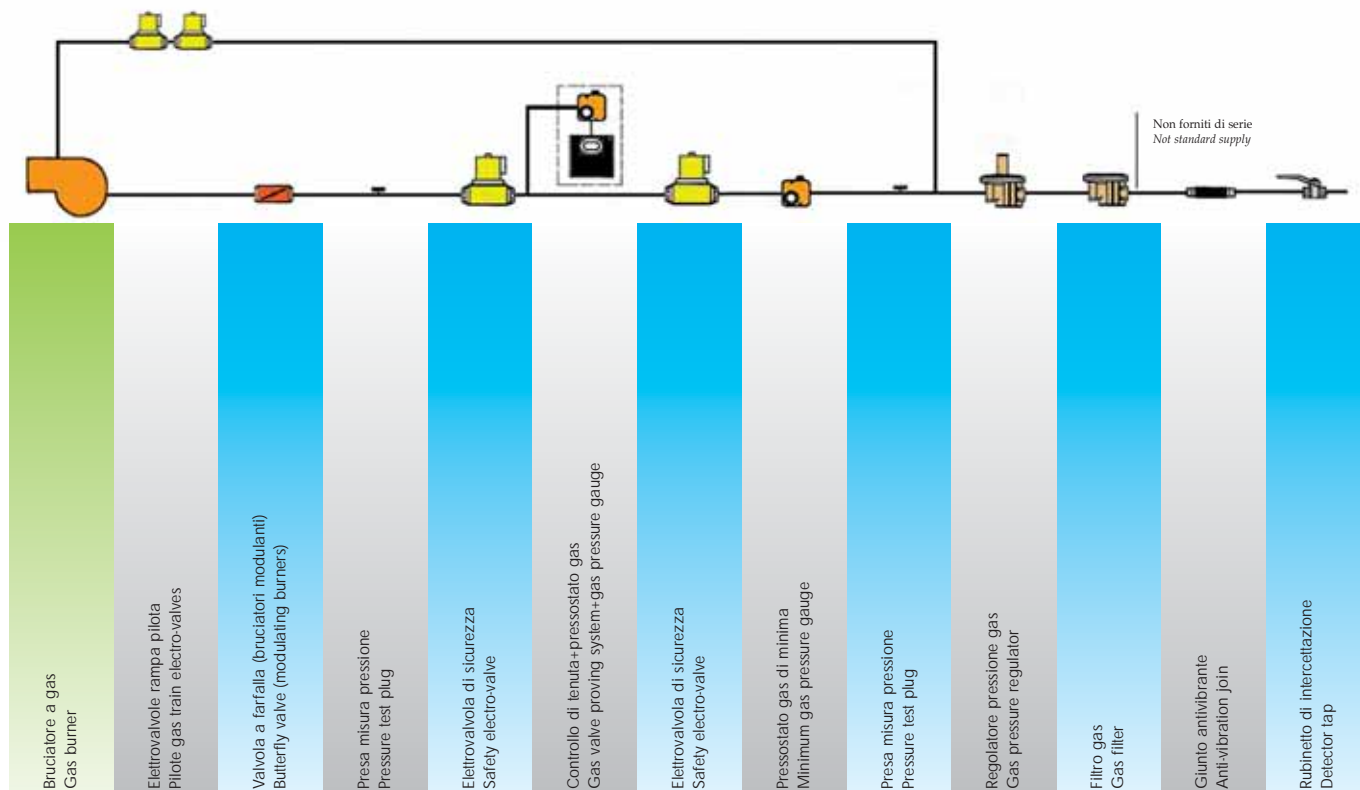 Non forniti di serie
Not standard supply
Bruciatore a gas
Gas burner
Elettrovalvole rampa pilota
Pilote gas train electro-valves
Valvola a farfalla (bruciatori modulanti)
Butterfly valve (modulating burners)
Presa misura pressione
Pressure test plug
Elettrovalvola di sicurezza
Safety electro-valve
Controllo di tenuta+pressostato gas
Gas valve proving system+gas pressure gauge
Elettrovalvola di sicurezza
Safety electro-valve
Pressostato gas di minima
Minimum gas pressure gauge
Presa misura pressione
Pressure test plug
Regolatore pressione gas
Gas pressure regulator
Filtro gas
Gas filter
Giunto antivibrante
Anti-vibration join
Rubinetto di intercettazione
Detector tap